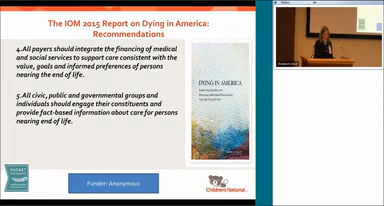 The IOM 2015 Report on Dying in America:
Recommendations
4.All payers should integrate the financing of medical
and social services to support care consistent with the
value, goals and informed preferences of persons
nearing the end of life.
5.All civic, public and governmental groups and
individuals should engage their constituents and
provide fact-based information about care for persons
nearing end of life.
DYING IN AMERICA
Funder: Anonymous
MAGNET
Children's National